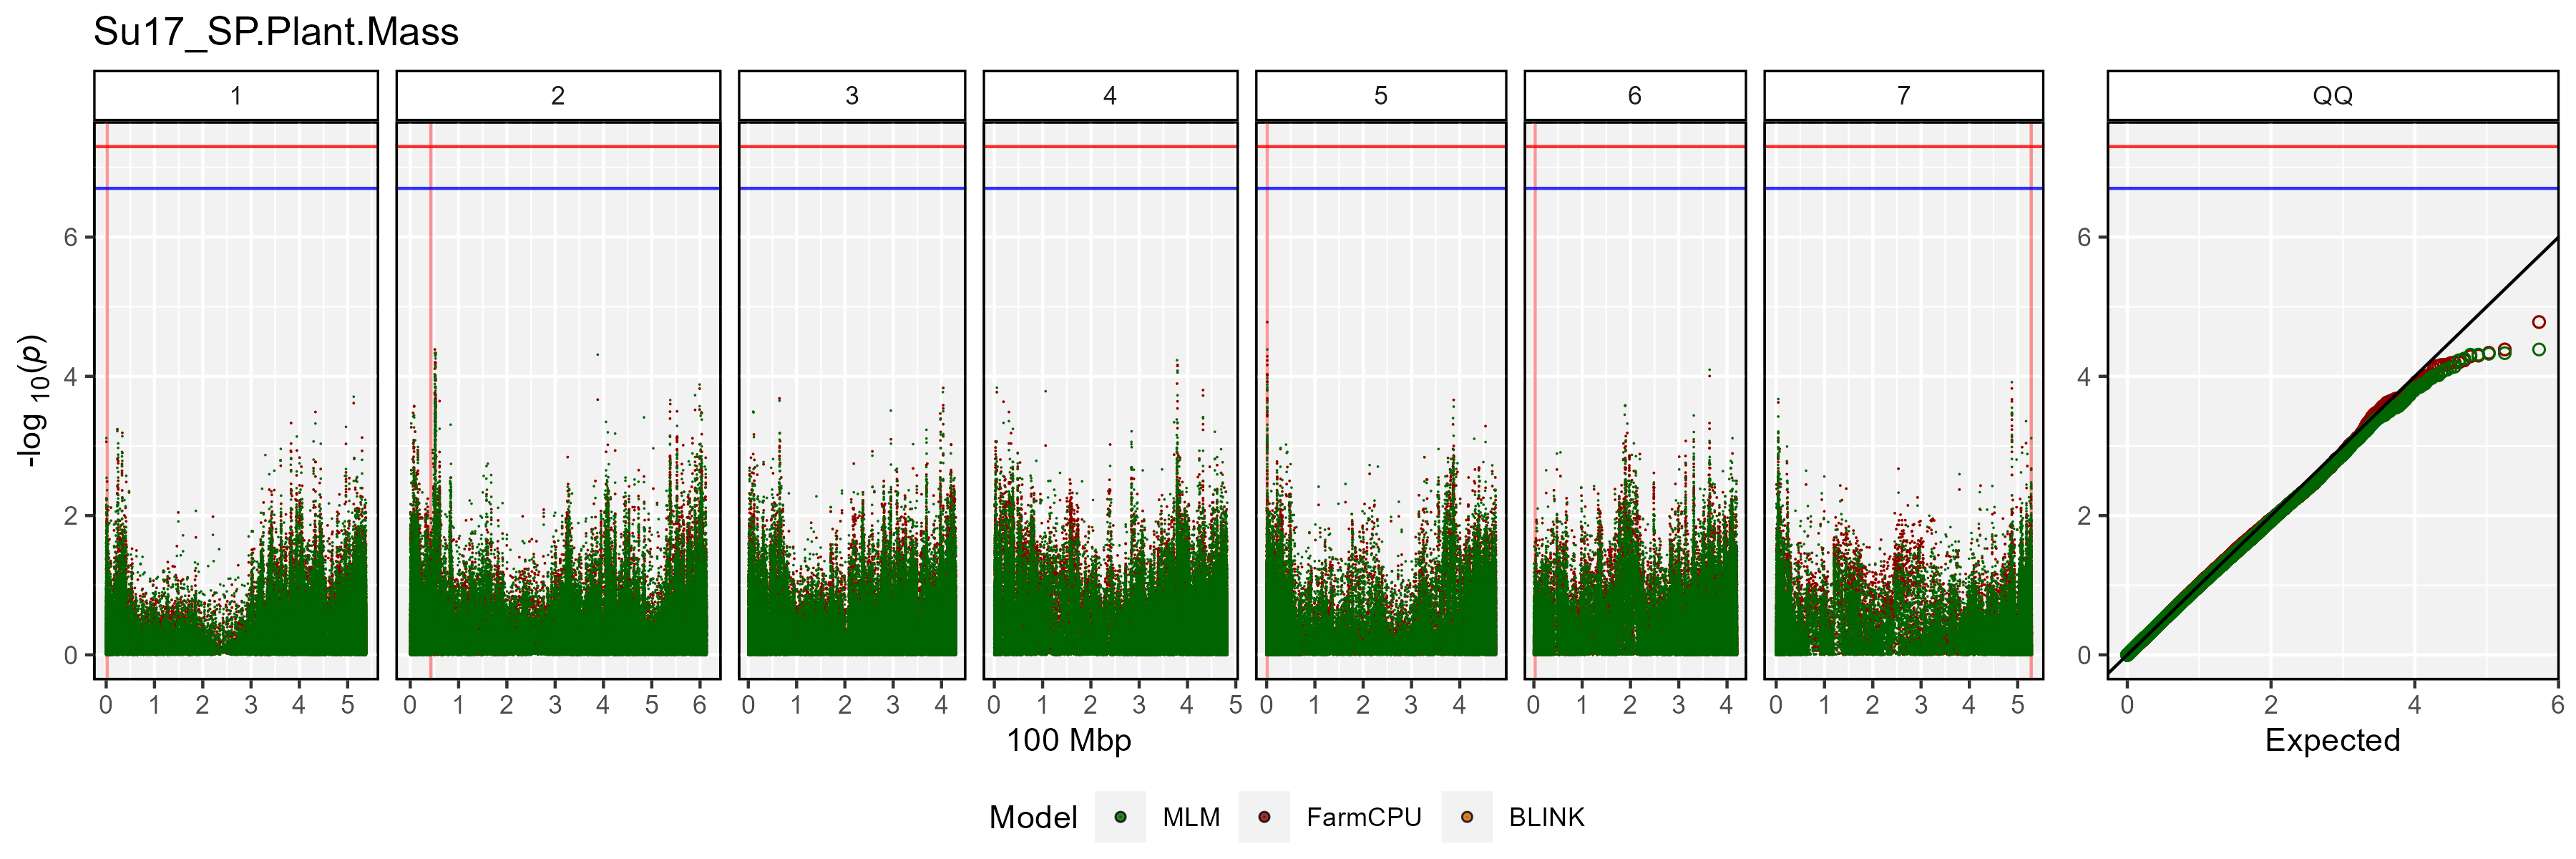 Su17_SP.Plant.Mass
1 2 3 4 5 6 7 QQ
6 6
4 4
2 2
0 0
-log 10(p)
0 1 2 3 4 5 0 1 2 3 4 5 6 0 1 2 3 4 0 1 2 3 4 5 0 1 2 3 4 0 1 2 3 4 0 1 2 3 4 5 0 2 4 6
100 Mbp Expected
Model MLM FarmCPU BLINK